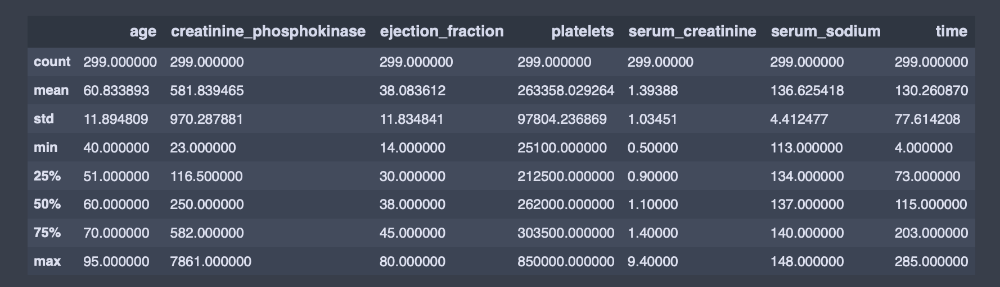 age creatinine_phosphokinase ejection_fraction platelets serum_creatinine serum_sodium time
count 299.000000 299.000000 299.000000 299.000000 299.00000 299.000000 299.000000
mean 60.833893 581.839465 38.083612 263358.029264 1.39388 136.625418 130.260870
std 11.894809 970.287881 11.834841 97804.236869 1.03451 4.412477 77.614208
min 40.000000 23.000000 14.000000 25100.000000 0.50000 113.000000 4.000000
25% 51.000000 116.500000 30.000000 212500.000000 0.90000 134.000000 73.000000
50% 60.000000 250.000000 38.000000 262000.000000 1.10000 137.000000 115.000000
75% 70.000000 582.000000 45.000000 303500.000000 1.40000 140.000000 203.000000
max 95.000000 7861.000000 80.000000 850000.000000 9.40000 148.000000 285.000000